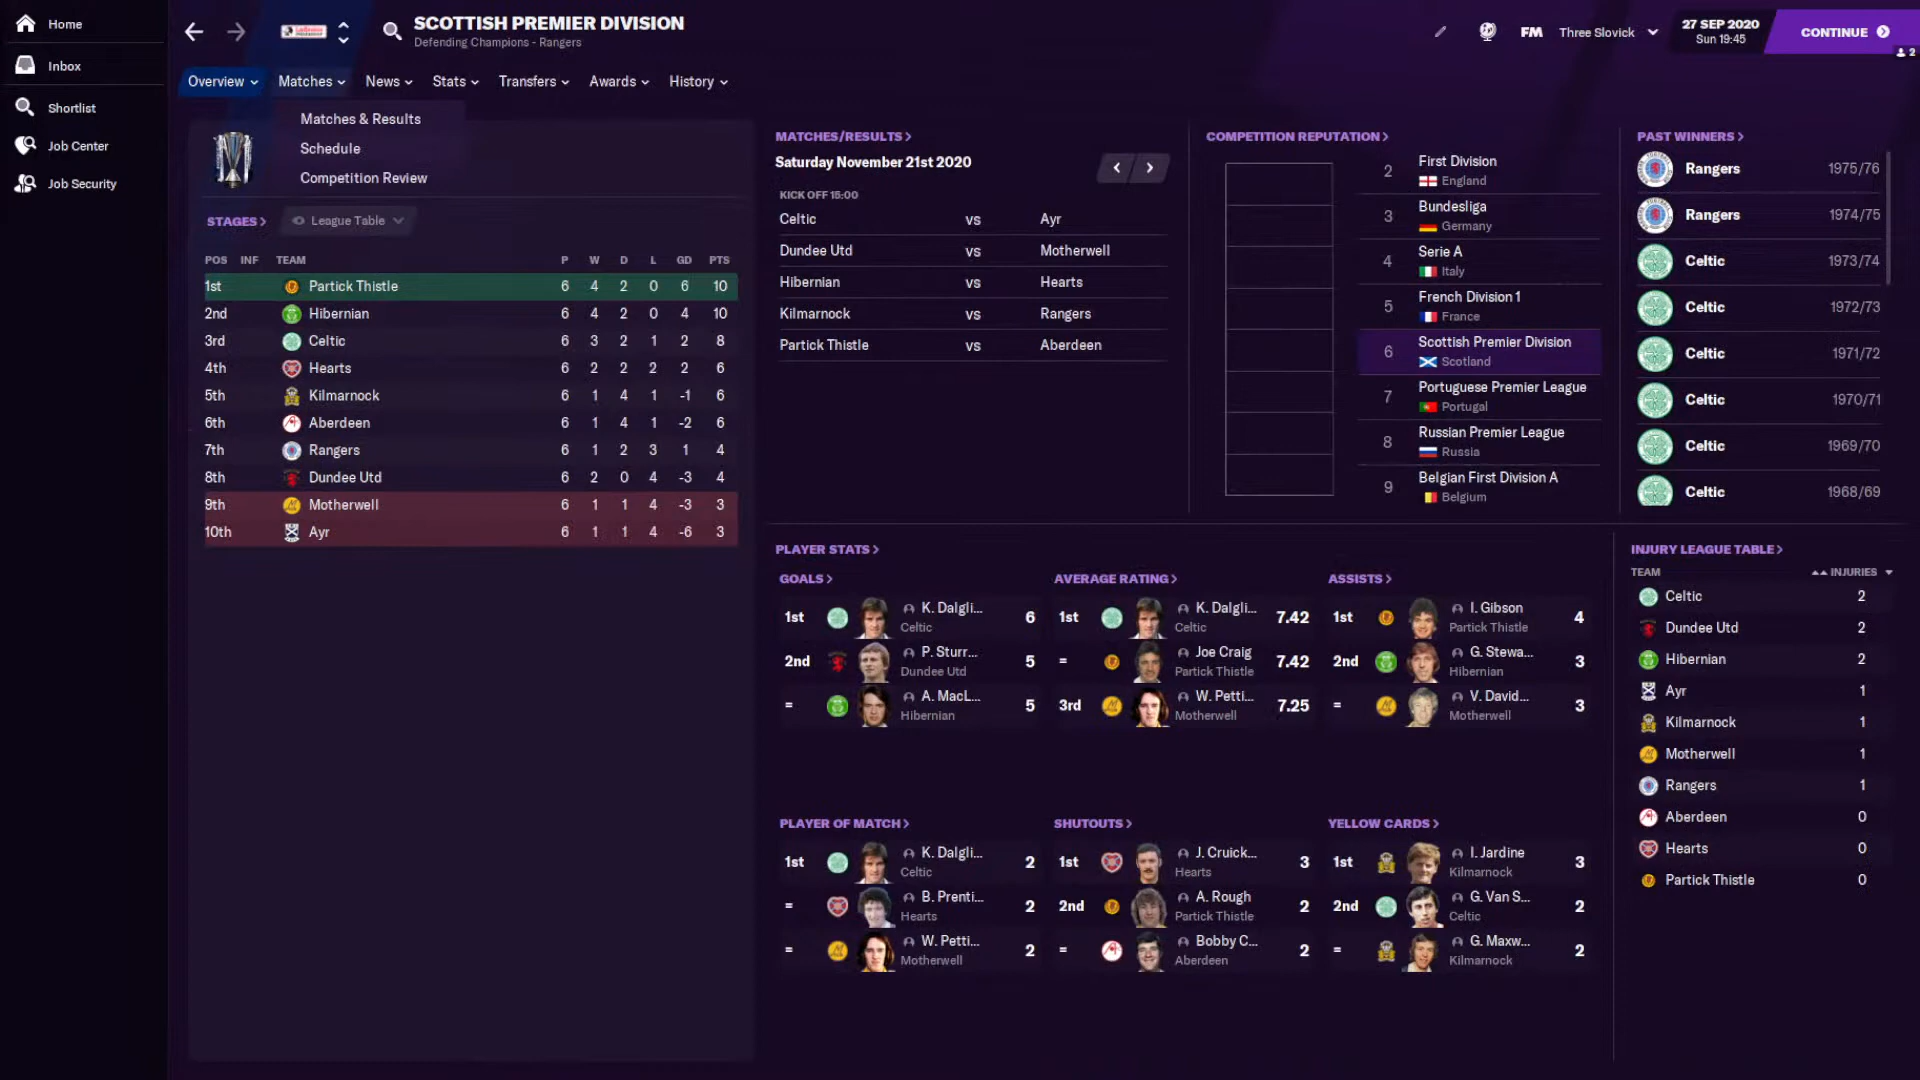 Home
Inbox
Shortlist
Job Center
Job Security
SCOTTISH PREMIER DIVISION
Defending Champions - Rangers
FM
Three Slovick
27 SEP 2020
Sun 19:45
CONTINUE
2
Overview
Matches
News
Stats
Transfers
Awards
History
Matches & Results
Schedule
Competition Review
STAGES
League Table
POS INF TEAM P W D L GD PTS
1st Partick Thistle 6 4 2 0 6 10
2nd Hibernian 6 4 2 0 4 10
3rd Celtic 6 3 2 1 2 8
4th Hearts 6 2 2 2 2 6
5th Kilmarnock 6 1 4 1 -1 6
6th Aberdeen 6 1 4 1 -2 6
7th Rangers 6 1 2 3 1 4
8th Dundee Utd 6 2 0 4 -3 4
9th Motherwell 6 1 1 4 -3 3
10th Ayr 6 1 1 4 -6 3
MATCHES/RESULTS
Saturday November 21st 2020
KICK OFF 15:00
Celtic vs Ayr
Dundee Utd vs Motherwell
Hibernian vs Hearts
Kilmarnock vs Rangers
Partick Thistle vs Aberdeen
COMPETITION REPUTATION
2 First Division
England
3 Bundesliga
Germany
4 Serie A
Italy
5 French Division 1
France
6 Scottish Premier Division
Scotland
7 Portuguese Premier League
Portugal
8 Russian Premier League
Russia
9 Belgian First Division A
Belgium
PAST WINNERS
Rangers 1975/76
Rangers 1974/75
Celtic 1973/74
Celtic 1972/73
Celtic 1971/72
Celtic 1970/71
Celtic 1969/70
Celtic 1968/69
PLAYER STATS
GOALS
1st K. Dalgli... 6
Celtic
2nd P. Sturr... 5
Dundee Utd
= A. MacL... 5
Hibernian
AVERAGE RATING
1st K. Dalgli... 7.42
Celtic
= Joe Craig 7.42
Partick Thistle
3rd W. Petti... 7.25
Motherwell
ASSISTS
1st I. Gibson 4
Partick Thistle
2nd G. Stewa... 3
Hibernian
= V. David... 3
Motherwell
PLAYER OF MATCH
1st K. Dalgli... 2
Celtic
= B. Prenti... 2
Hearts
= W. Petti... 2
Motherwell
SHUTOUTS
1st J. Cruick... 3
Hearts
2nd A. Rough 2
Partick Thistle
= Bobby C... 2
Aberdeen
YELLOW CARDS
1st I. Jardine 3
Kilmarnock
2nd G. Van S... 2
Celtic
= G. Maxw... 2
Kilmarnock
INJURY LEAGUE TABLE
TEAM INJURIES
Celtic 2
Dundee Utd 2
Hibernian 2
Ayr 1
Kilmarnock 1
Motherwell 1
Rangers 1
Aberdeen 0
Hearts 0
Partick Thistle 0